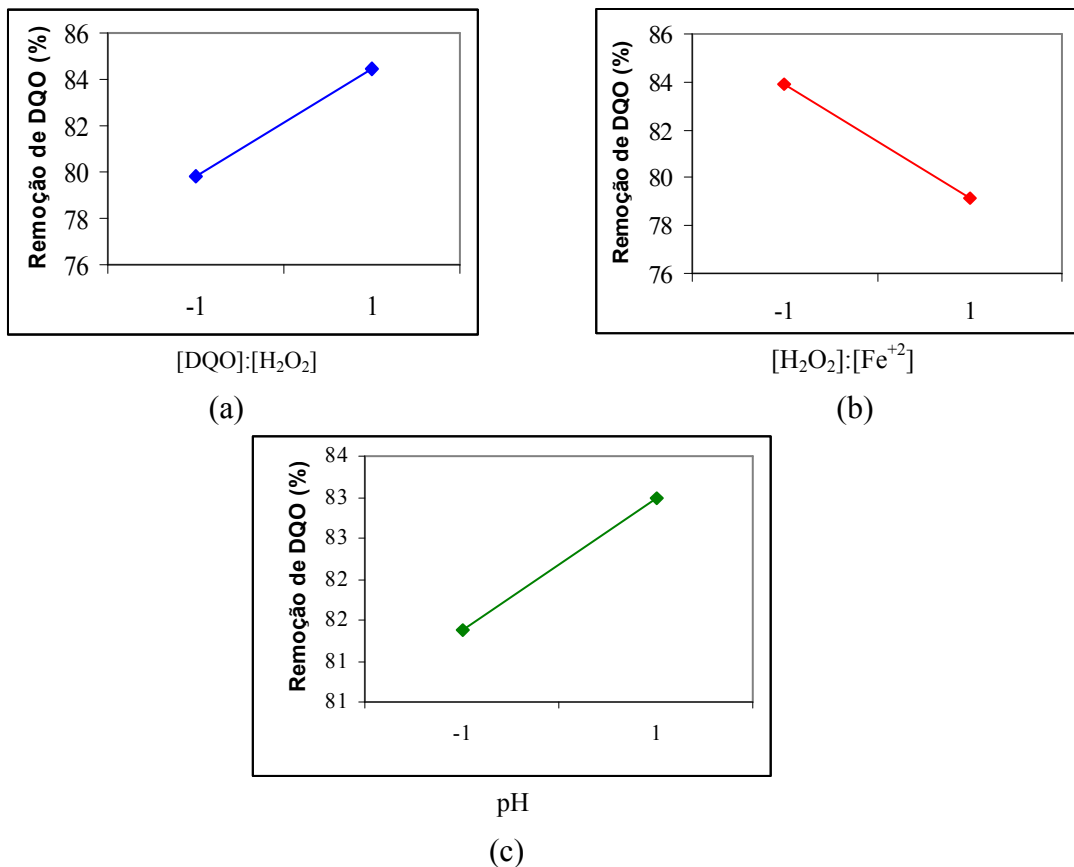 Remoção de DQO (%)
86
84
82
80
78
76
-1 1
[DQO]:[H₂O₂]
(a)
Remoção de DQO (%)
86
84
82
80
78
76
-1 1
[H₂O₂]:[Fe⁺²]
(b)
Remoção de DQO (%)
84
83
83
82
82
81
81
-1 1
pH
(c)